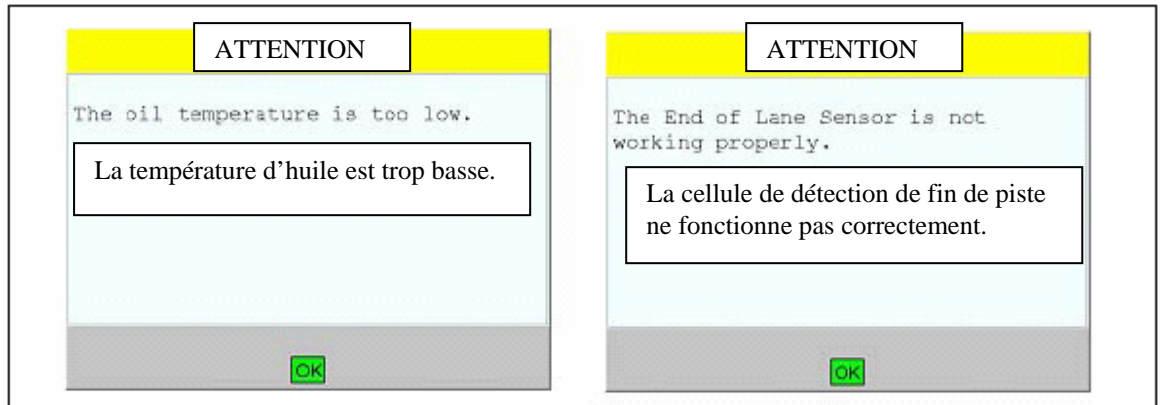 ATTENTION
The oil temperature is too low.
La température d'huile est trop basse.
OK
ATTENTION
The End of Lane Sensor is not
working properly.
La cellule de détection de fin de piste
ne fonctionne pas correctement.
OK